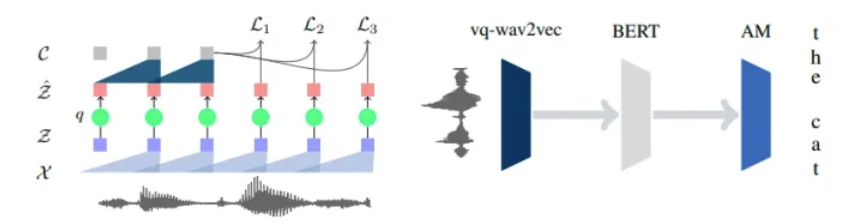 𝓛₁ 𝓛₂ 𝓛₃
𝒞
𝒵̂
q
𝒵
𝒳
vq-wav2vec BERT AM
t
h
e
c
a
t